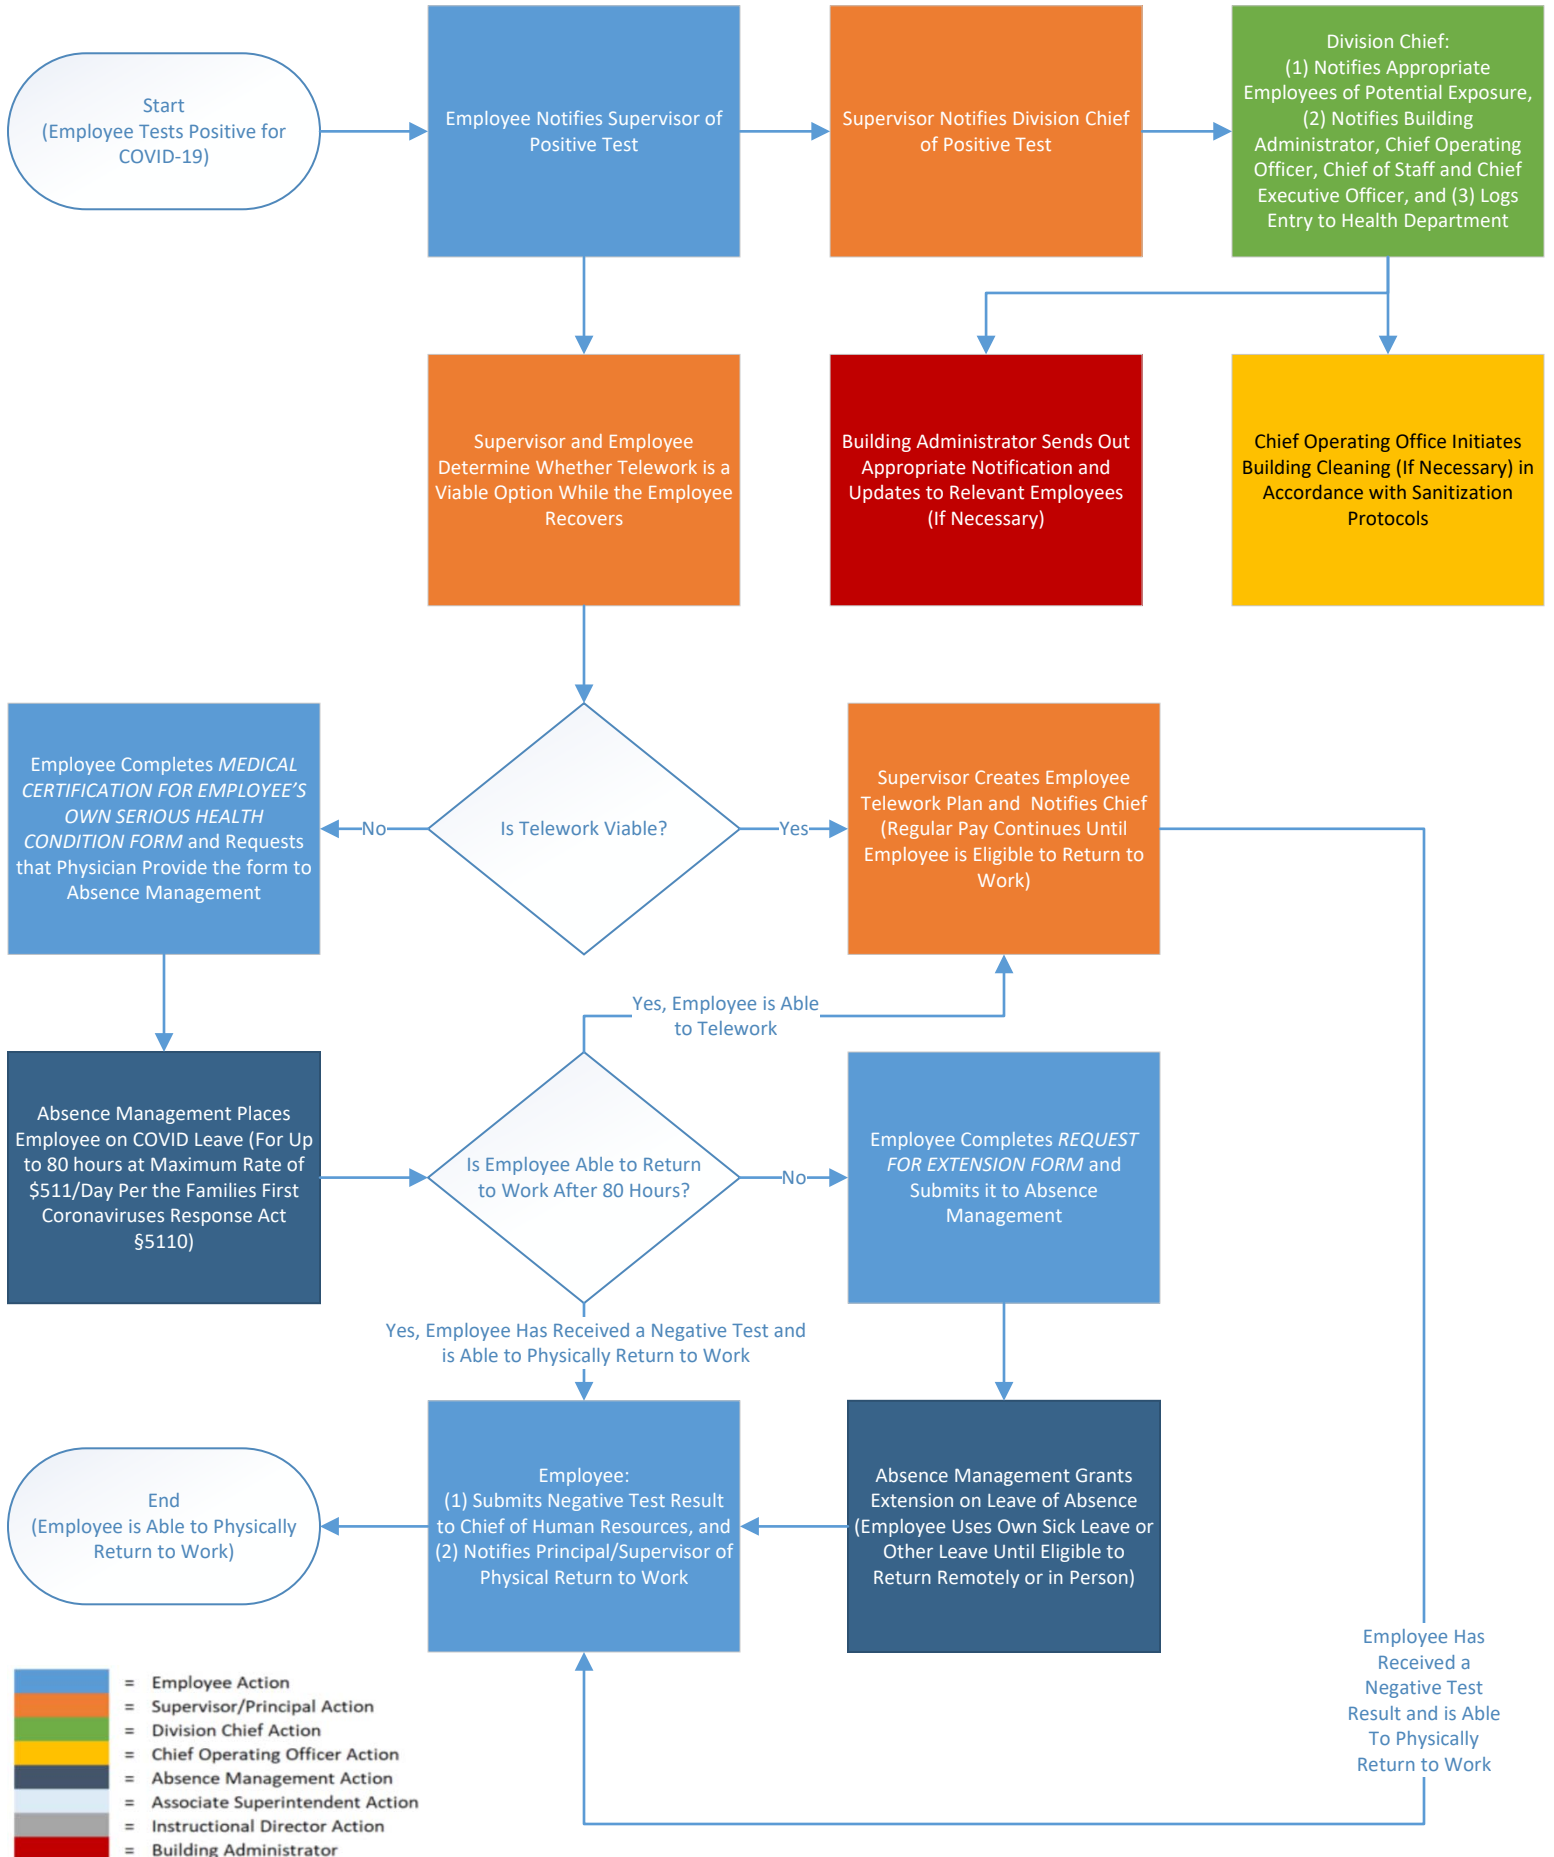 Start
(Employee Tests Positive for
COVID-19)
Employee Notifies Supervisor of
Positive Test
Supervisor Notifies Division Chief
of Positive Test
Division Chief:
(1) Notifies Appropriate
Employees of Potential Exposure,
(2) Notifies Building
Administrator, Chief Operating
Officer, Chief of Staff and Chief
Executive Officer, and (3) Logs
Entry to Health Department
Supervisor and Employee
Determine Whether Telework is a
Viable Option While the Employee
Recovers
Building Administrator Sends Out
Appropriate Notification and
Updates to Relevant Employees
(If Necessary)
Chief Operating Office Initiates
Building Cleaning (If Necessary) in
Accordance with Sanitization
Protocols
Employee Completes MEDICAL
CERTIFICATION FOR EMPLOYEE'S
OWN SERIOUS HEALTH
CONDITION FORM and Requests
that Physician Provide the form to
Absence Management
No
Is Telework Viable?
Yes
Supervisor Creates Employee
Telework Plan and  Notifies Chief
(Regular Pay Continues Until
Employee is Eligible to Return to
Work)
Yes, Employee is Able
to Telework
Absence Management Places
Employee on COVID Leave (For Up
to 80 hours at Maximum Rate of
$511/Day Per the Families First
Coronaviruses Response Act
§5110)
Is Employee Able to Return
to Work After 80 Hours?
No
Employee Completes REQUEST
FOR EXTENSION FORM and
Submits it to Absence
Management
Yes, Employee Has Received a Negative Test and
is Able to Physically Return to Work
End
(Employee is Able to Physically
Return to Work)
Employee:
(1) Submits Negative Test Result
to Chief of Human Resources, and
(2) Notifies Principal/Supervisor of
Physical Return to Work
Absence Management Grants
Extension on Leave of Absence
(Employee Uses Own Sick Leave or
Other Leave Until Eligible to
Return Remotely or in Person)
Employee Has
Received a
Negative Test
Result and is Able
To Physically
Return to Work
= Employee Action
= Supervisor/Principal Action
= Division Chief Action
= Chief Operating Officer Action
= Absence Management Action
= Associate Superintendent Action
= Instructional Director Action
= Building Administrator